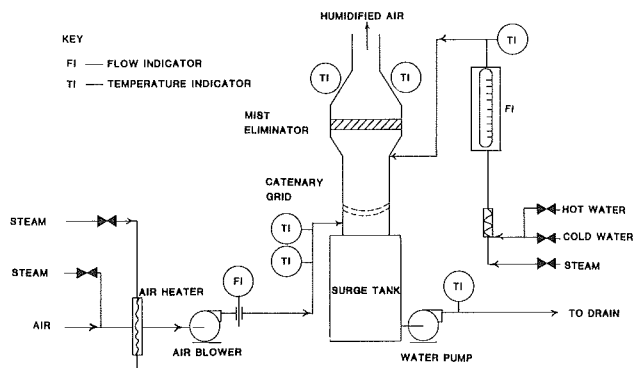 HUMIDIFIED AIR
KEY
FI — FLOW INDICATOR
TI — TEMPERATURE INDICATOR
TI
TI
TI
FI
MIST
ELIMINATOR
CATENARY
GRID
TI
TI
STEAM
STEAM
AIR HEATER
FI
AIR
AIR BLOWER
SURGE TANK
TI
WATER PUMP
TO DRAIN
HOT WATER
COLD WATER
STEAM